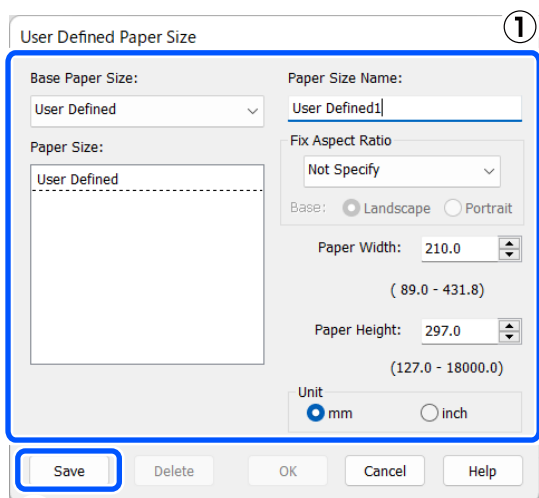 User Defined Paper Size
①
Base Paper Size:
User Defined
Paper Size:
User Defined
Paper Size Name:
User Defined1
Fix Aspect Ratio
Not Specify
Base: Landscape Portrait
Paper Width: 210.0
( 89.0 - 431.8)
Paper Height: 297.0
(127.0 - 18000.0)
Unit
mm inch
Save Delete OK Cancel Help